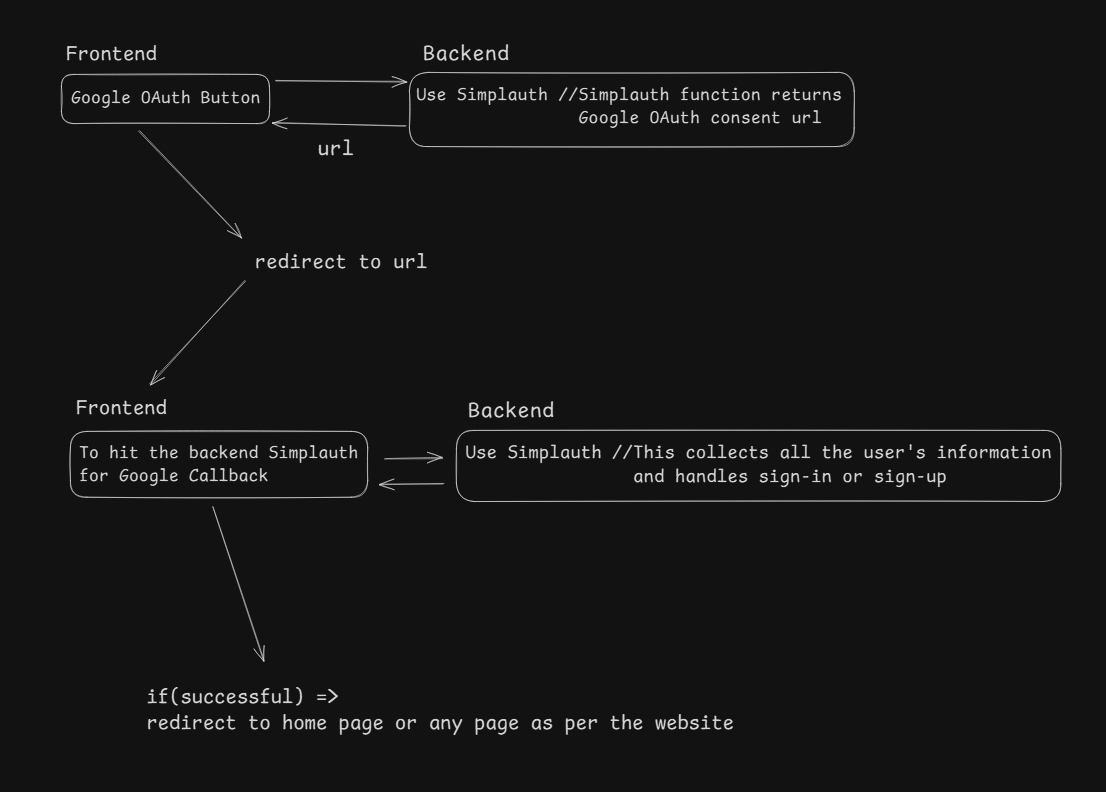 Frontend
Backend
Google OAuth Button
Use Simplauth //Simplauth function returns
Google OAuth consent url
url
redirect to url
Frontend
Backend
To hit the backend Simplauth
for Google Callback
Use Simplauth //This collects all the user's information
and handles sign-in or sign-up
if(successful) =>
redirect to home page or any page as per the website